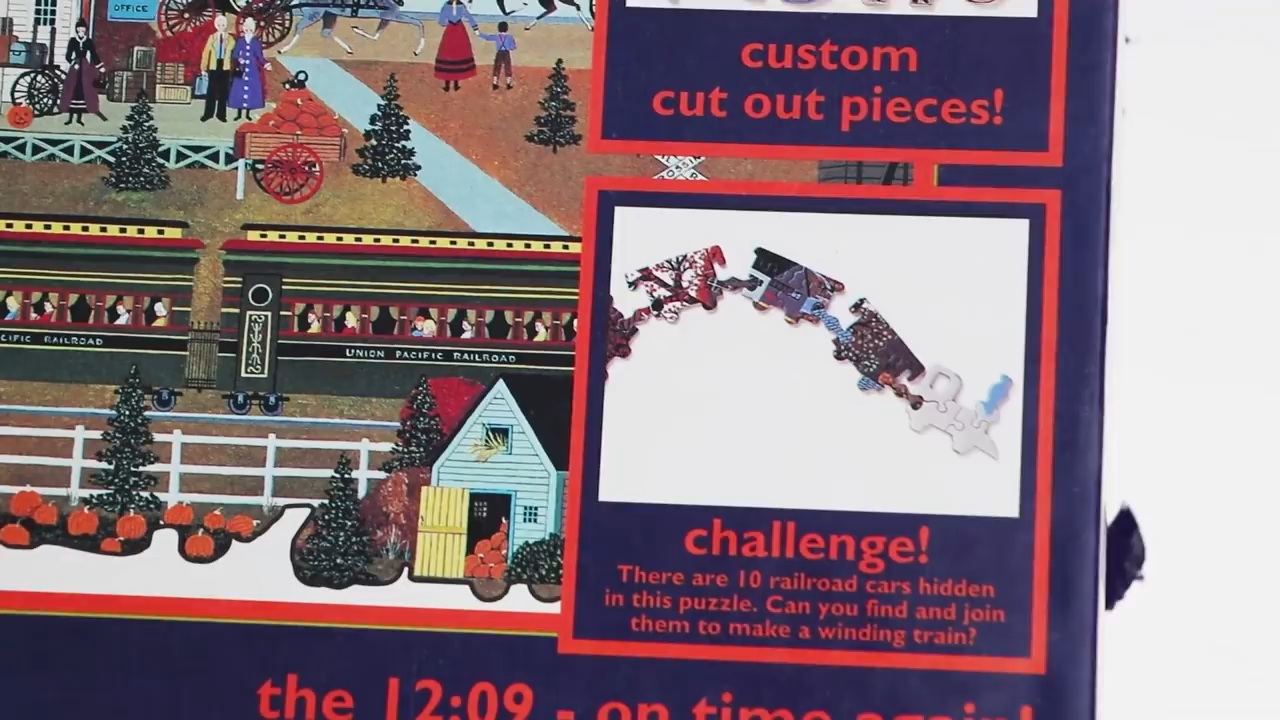 OFFICE
custom
cut out pieces!
CIFIC RAILROAD
UNION PACIFIC RAILROAD
challenge!
There are 10 railroad cars hidden
in this puzzle. Can you find and join
them to make a winding train?
the 12:09 - on time again!